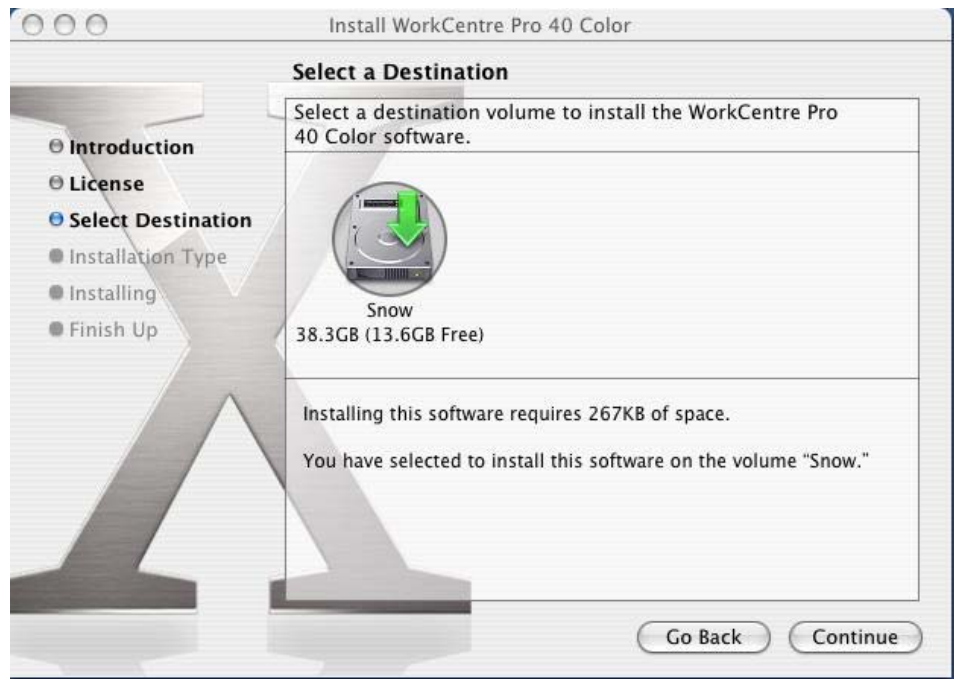 Install WorkCentre Pro 40 Color
Select a Destination
Introduction
License
Select Destination
Installation Type
Installing
Finish Up
Select a destination volume to install the WorkCentre Pro
40 Color software.
Snow
38.3GB (13.6GB Free)
Installing this software requires 267KB of space.
You have selected to install this software on the volume “Snow.”
Go Back
Continue